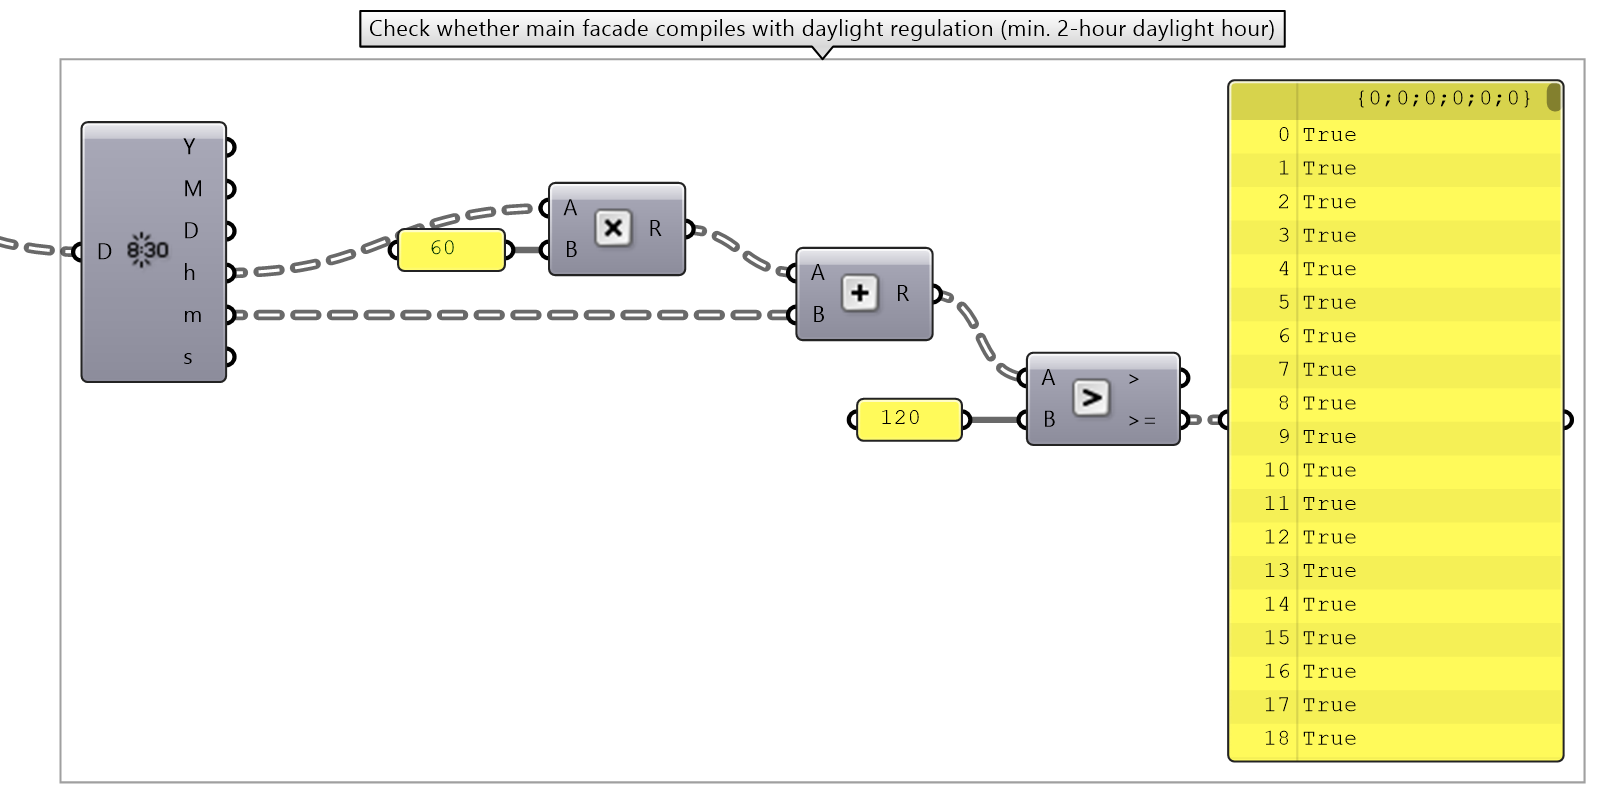 Check whether main facade compiles with daylight regulation (min. 2-hour daylight hour)
D
8:30
Y
M
D
h
m
s
60
A
B
×
R
A
B
+
R
120
A
B
>
>
>=
{0;0;0;0;0;0}
0 True
1 True
2 True
3 True
4 True
5 True
6 True
7 True
8 True
9 True
10 True
11 True
12 True
13 True
14 True
15 True
16 True
17 True
18 True